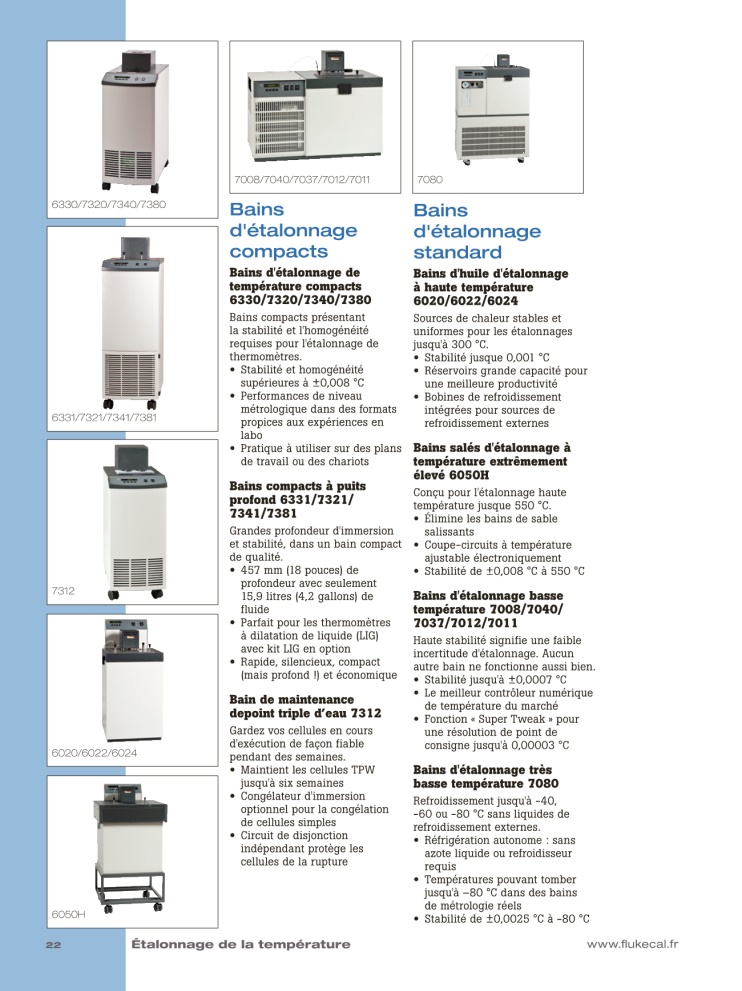 6330/7320/7340/7380
6331/7321/7341/7381
7312
6020/6022/6024
6050H
7008/7040/7037/7012/7011
Bains
d'étalonnage
compacts
Bains d'étalonnage de
température compacts
6330/7320/7340/7380
Bains compacts présentant
la stabilité et l'homogénéité
requises pour l'étalonnage de
thermomètres.
• Stabilité et homogénéité
supérieures à ±0,008 °C
• Performances de niveau
métrologique dans des formats
propices aux expériences en
labo
• Pratique à utiliser sur des plans
de travail ou des chariots
Bains compacts à puits
profond 6331/7321/
7341/7381
Grandes profondeur d'immersion
et stabilité, dans un bain compact
de qualité.
• 457 mm (18 pouces) de
profondeur avec seulement
15,9 litres (4,2 gallons) de
fluide
• Parfait pour les thermomètres
à dilatation de liquide (LIG)
avec kit LIG en option
• Rapide, silencieux, compact
(mais profond !) et économique
Bain de maintenance
depoint triple d’eau 7312
Gardez vos cellules en cours
d'exécution de façon fiable
pendant des semaines.
• Maintient les cellules TPW
jusqu'à six semaines
• Congélateur d'immersion
optionnel pour la congélation
de cellules simples
• Circuit de disjonction
indépendant protège les
cellules de la rupture
7080
Bains
d'étalonnage
standard
Bains d'huile d'étalonnage
à haute température
6020/6022/6024
Sources de chaleur stables et
uniformes pour les étalonnages
jusqu'à 300 °C.
• Stabilité jusque 0,001 °C
• Réservoirs grande capacité pour
une meilleure productivité
• Bobines de refroidissement
intégrées pour sources de
refroidissement externes
Bains salés d'étalonnage à
température extrêmement
élevé 6050H
Conçu pour l'étalonnage haute
température jusque 550 °C.
• Élimine les bains de sable
salissants
• Coupe-circuits à température
ajustable électroniquement
• Stabilité de ±0,008 °C à 550 °C
Bains d'étalonnage basse
température 7008/7040/
7037/7012/7011
Haute stabilité signifie une faible
incertitude d'étalonnage. Aucun
autre bain ne fonctionne aussi bien.
• Stabilité jusqu'à ±0,0007 °C
• Le meilleur contrôleur numérique
de température du marché
• Fonction « Super Tweak » pour
une résolution de point de
consigne jusqu'à 0,00003 °C
Bains d'étalonnage très
basse température 7080
Refroidissement jusqu'à -40,
-60 ou -80 °C sans liquides de
refroidissement externes.
• Réfrigération autonome : sans
azote liquide ou refroidisseur
requis
• Températures pouvant tomber
jusqu'à –80 °C dans des bains
de métrologie réels
• Stabilité de ±0,0025 °C à -80 °C
22 Étalonnage de la température www.flukecal.fr